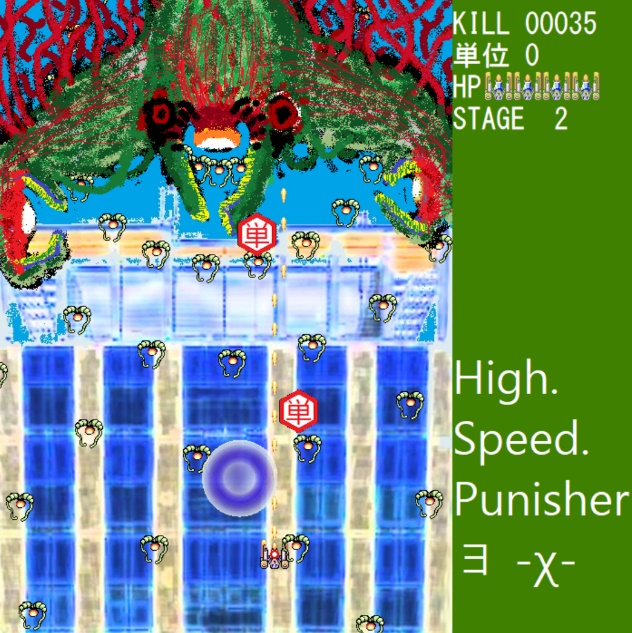 KILL 00035
単位 0
HP
STAGE 2
単
単
High.
Speed.
Punisher
ヨ -χ-